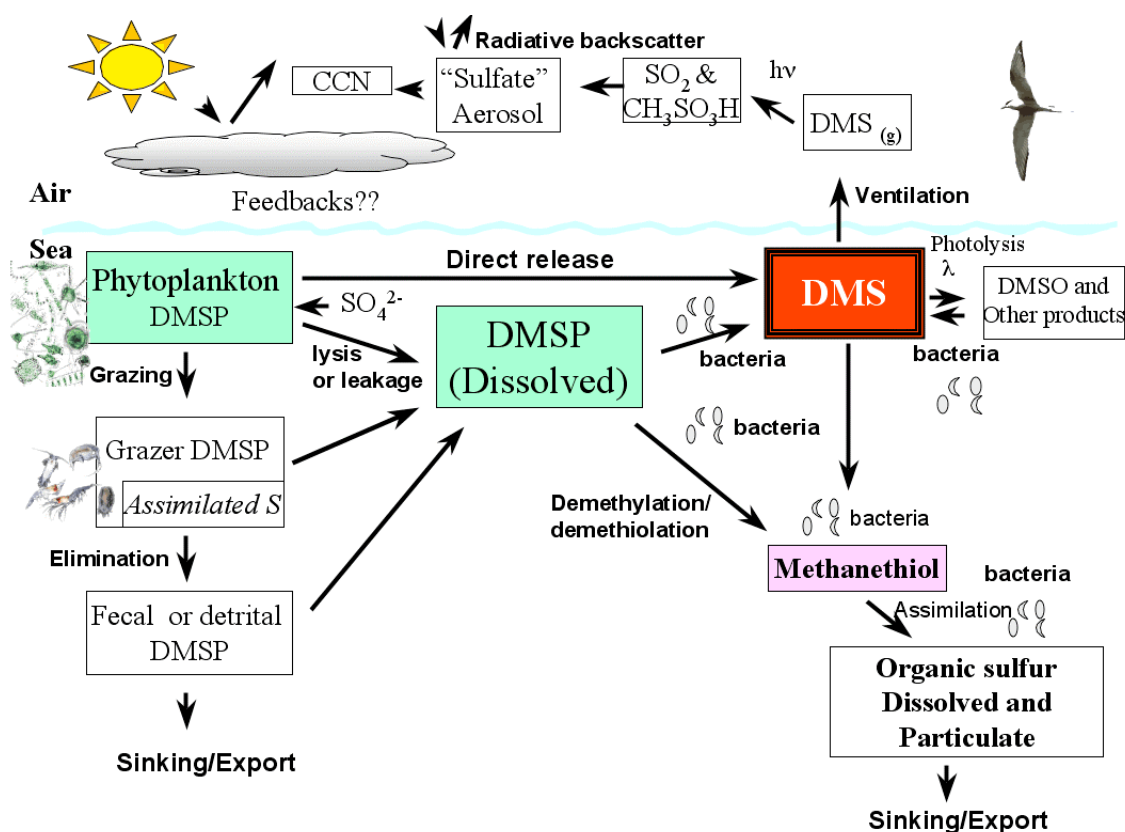 Radiative backscatter
CCN
“Sulfate”
Aerosol
SO2 &
CH3SO3H
hν
DMS (g)
Air
Feedbacks??
Ventilation
Sea
Phytoplankton
DMSP
Direct release
SO42-
DMS
Photolysis
λ
DMSO and
Other products
lysis
or leakage
DMSP
(Dissolved)
bacteria
bacteria
Grazing
Grazer DMSP
Assimilated S
bacteria
Demethylation/
demethiolation
bacteria
Elimination
Methanethiol
bacteria
Fecal or detrital
DMSP
Assimilation
Organic sulfur
Dissolved and
Particulate
Sinking/Export
Sinking/Export